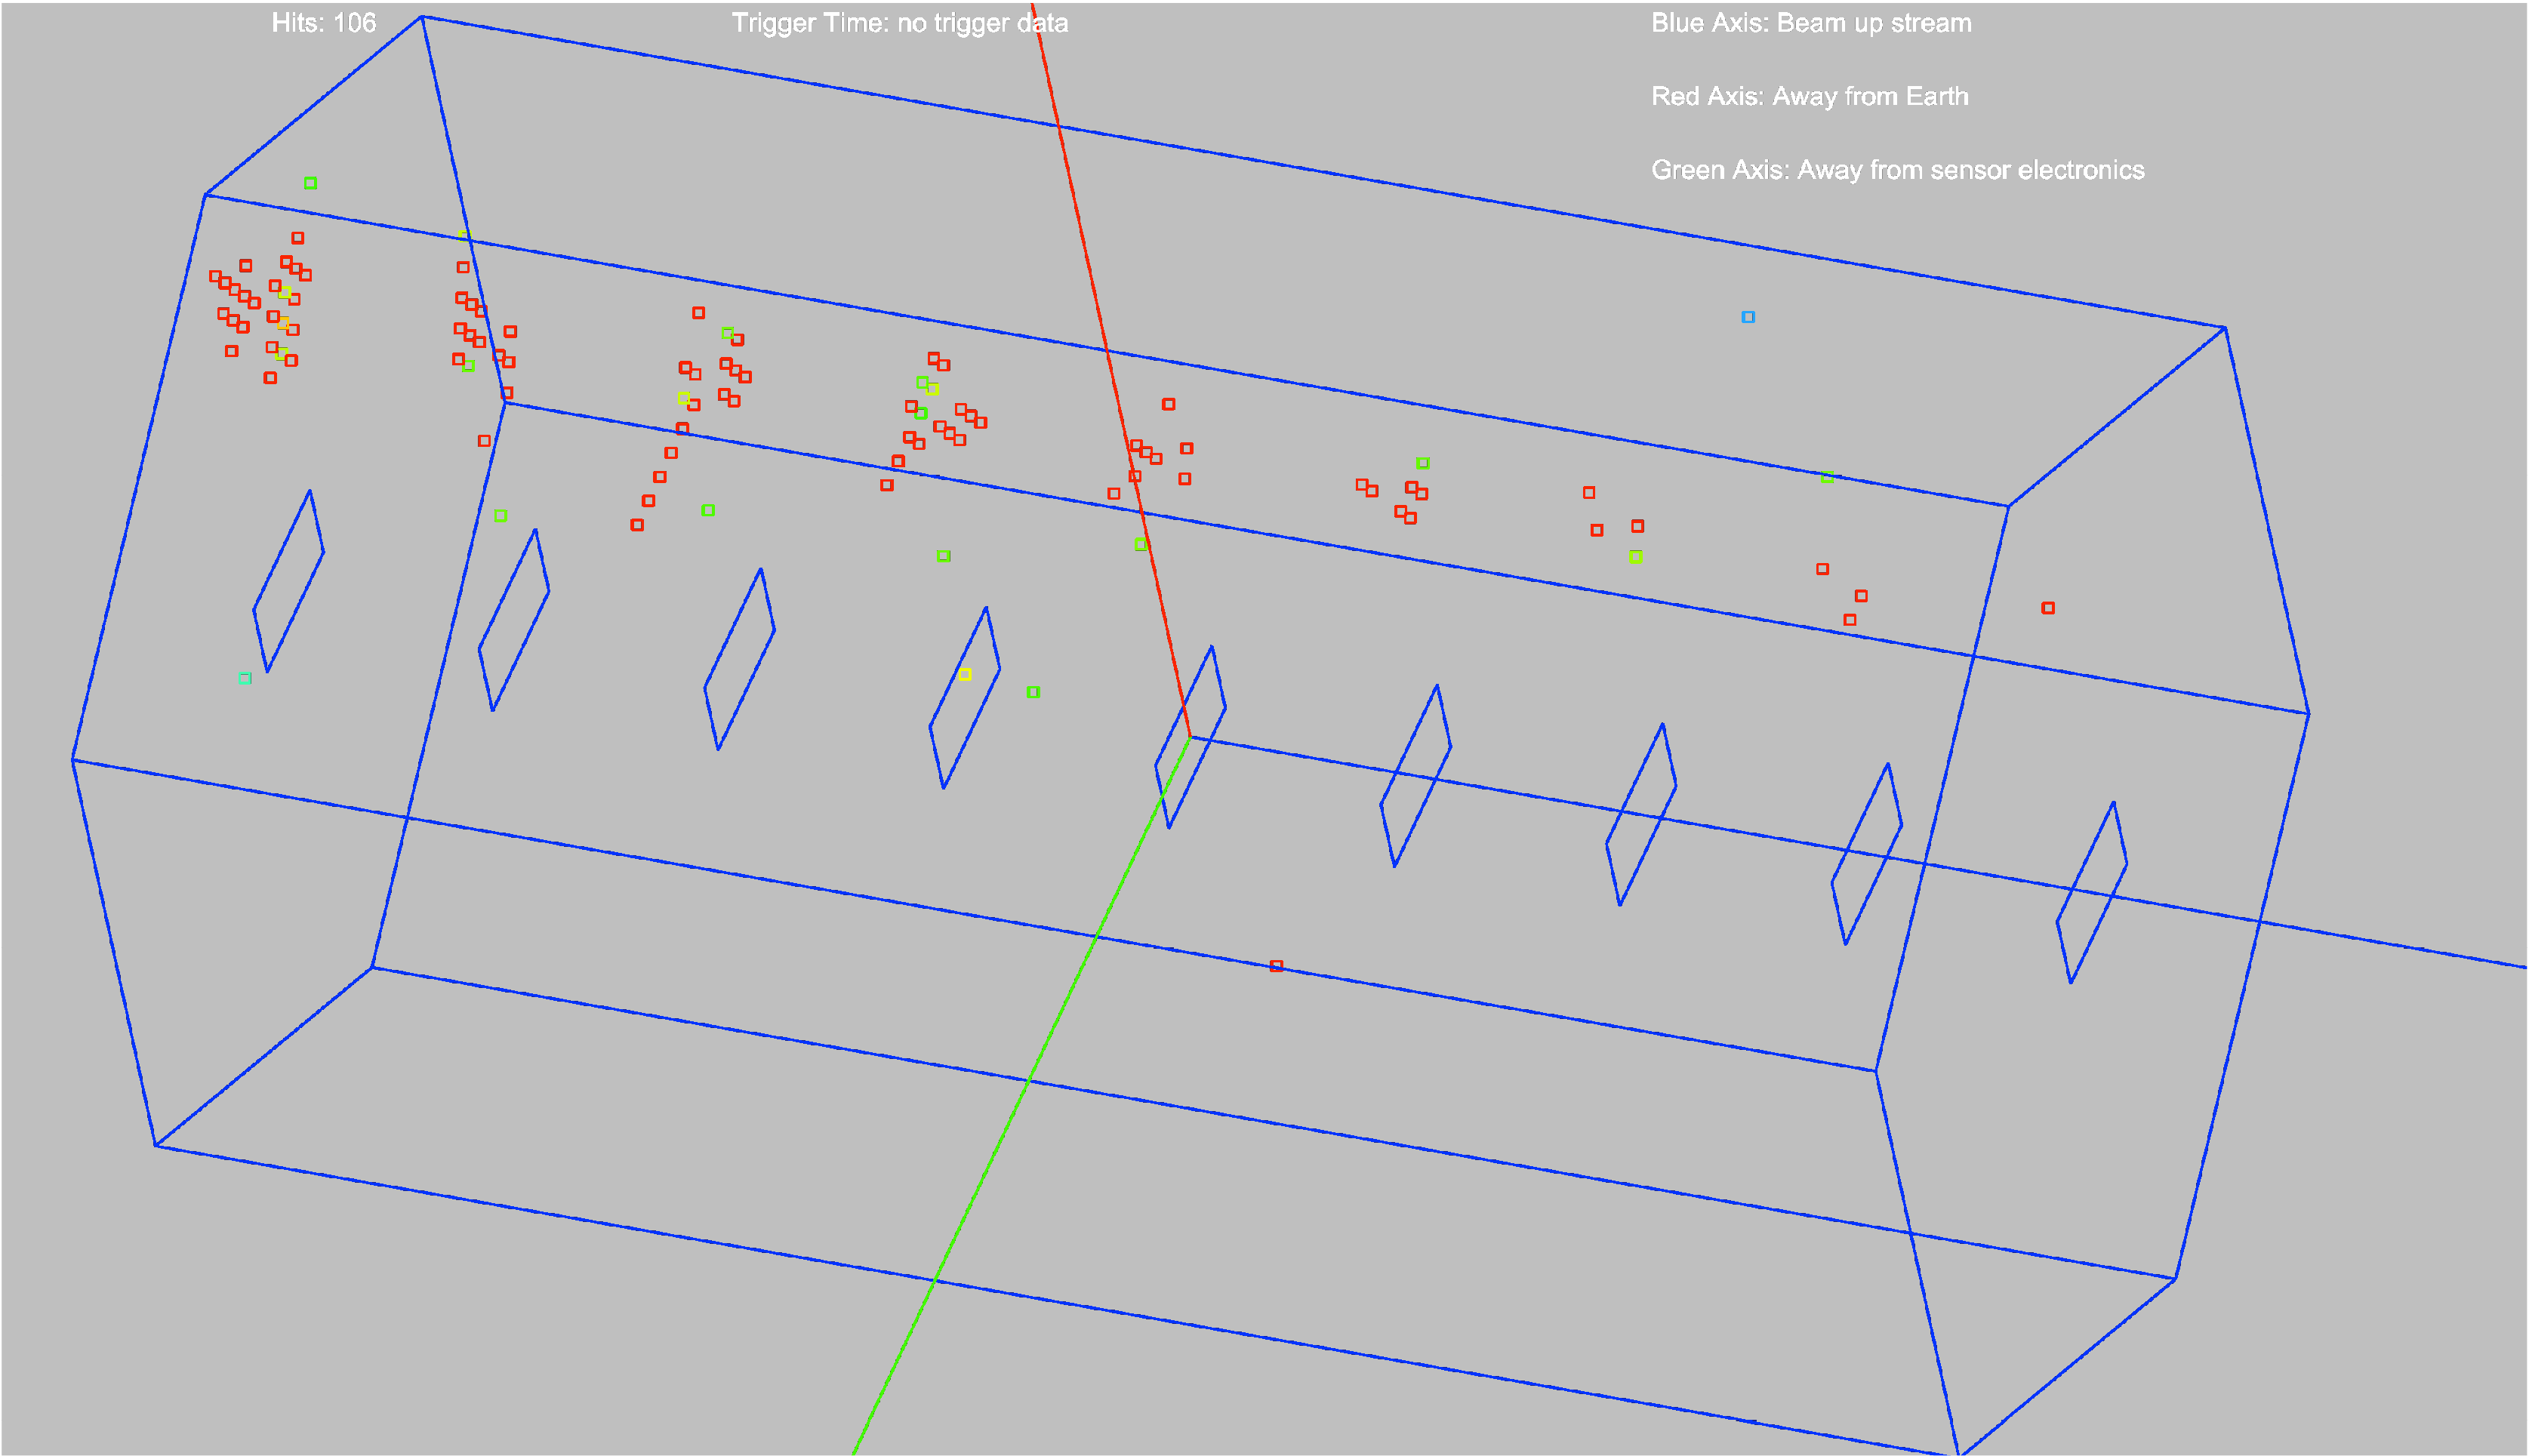 Hits: 106
Trigger Time: no trigger data
Blue Axis: Beam up stream
Red Axis: Away from Earth
Green Axis: Away from sensor electronics